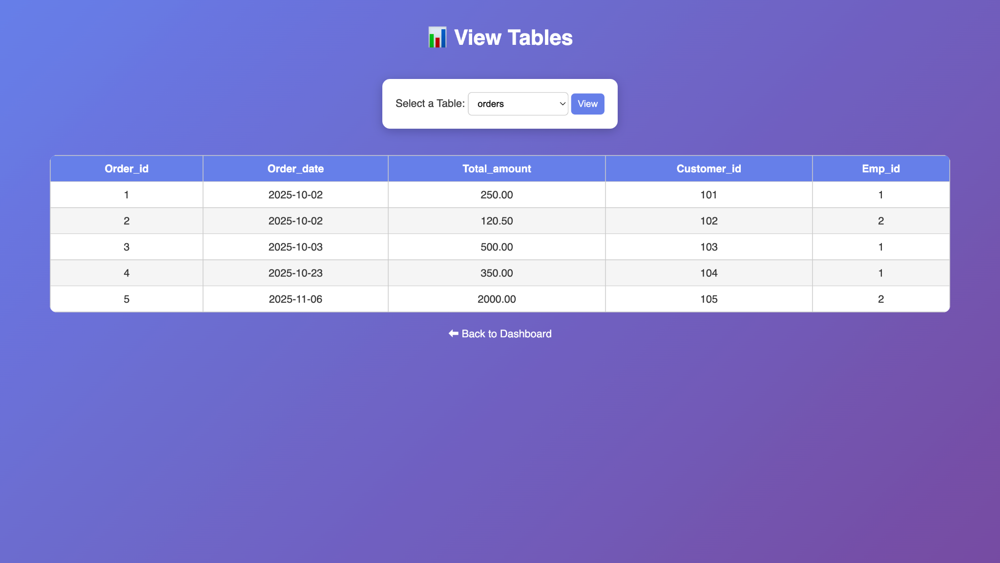 📊 View Tables
Select a Table: orders View
Order_id Order_date Total_amount Customer_id Emp_id
1 2025-10-02 250.00 101 1
2 2025-10-02 120.50 102 2
3 2025-10-03 500.00 103 1
4 2025-10-23 350.00 104 1
5 2025-11-06 2000.00 105 2
⬅ Back to Dashboard